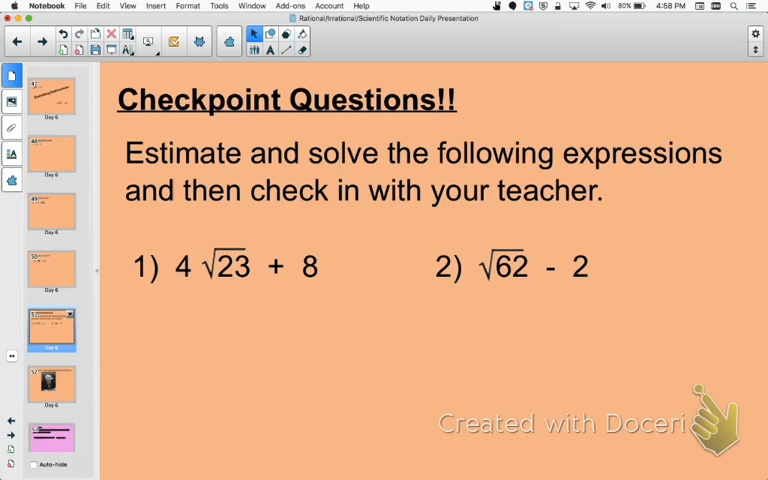 Notebook File Edit View Insert Format Tools Add-ons Account Help 80% 4:58 PM
Rational/Irrational/Scientific Notation Daily Presentation
Checkpoint Questions!!
Estimate and solve the following expressions
and then check in with your teacher.
1) 4 √23 + 8 2) √62 - 2
47
Day 6
48
Day 6
49
Day 6
50
Day 6
Day 6
52
Day 6
Auto-hide
Created with Doceri